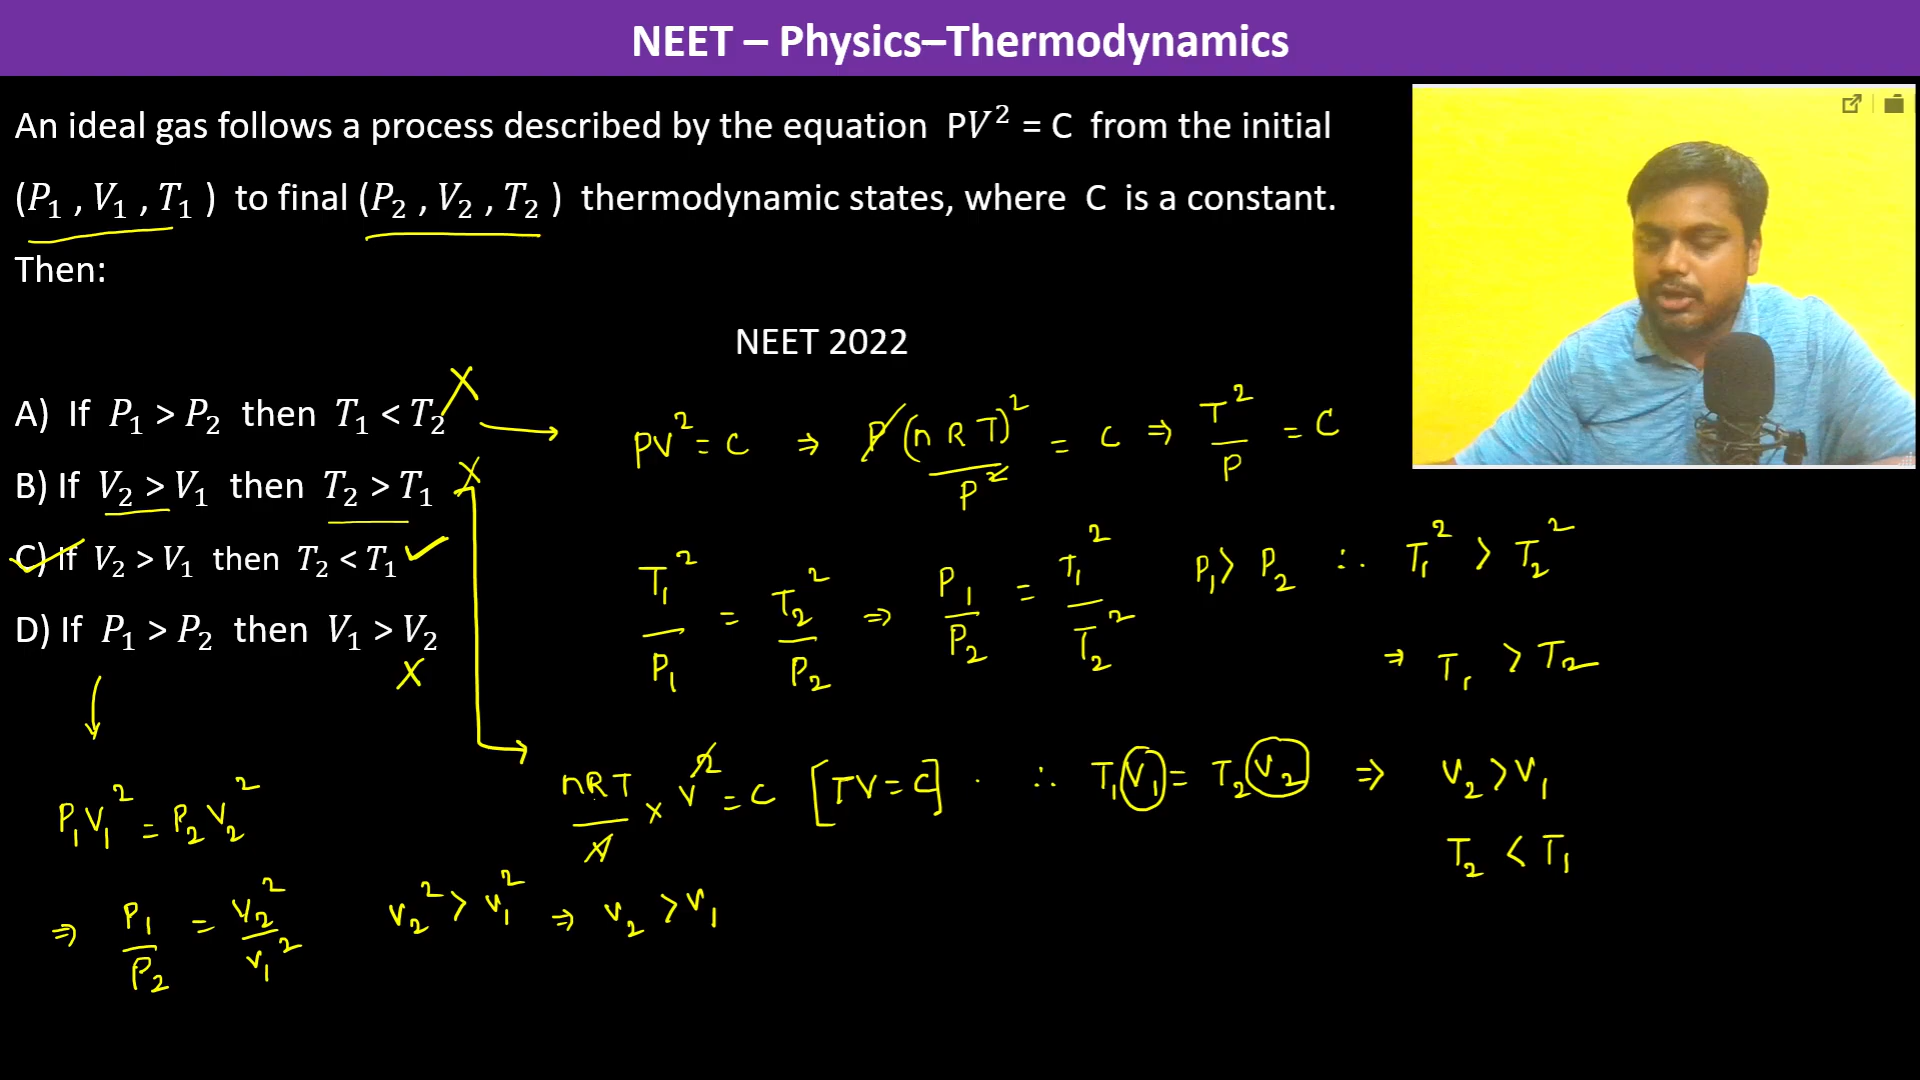 NEET – Physics–Thermodynamics
An ideal gas follows a process described by the equation PV² = C from the initial
(P₁ , V₁ , T₁ ) to final (P₂ , V₂ , T₂ ) thermodynamic states, where C is a constant.
Then:
NEET 2022
A) If P₁ > P₂ then T₁ < T₂ X
B) If V₂ > V₁ then T₂ > T₁ X
C) If V₂ > V₁ then T₂ < T₁ ✓
D) If P₁ > P₂ then V₁ > V₂
X
→ PV² = C ⇒ P (nRT)² / P² = C ⇒ T² / P = C
T₁² / P₁ = T₂² / P₂ ⇒ P₁ / P₂ = T₁² / T₂² P₁ > P₂ ∴ T₁² > T₂²
⇒ T₁ > T₂
nRT / V × V² = C [TV = C] . ∴ T₁V₁ = T₂V₂ ⇒ V₂ > V₁
T₂ < T₁
P₁V₁² = P₂V₂²
⇒ P₁ / P₂ = V₂² / V₁² V₂² > V₁² ⇒ V₂ > V₁